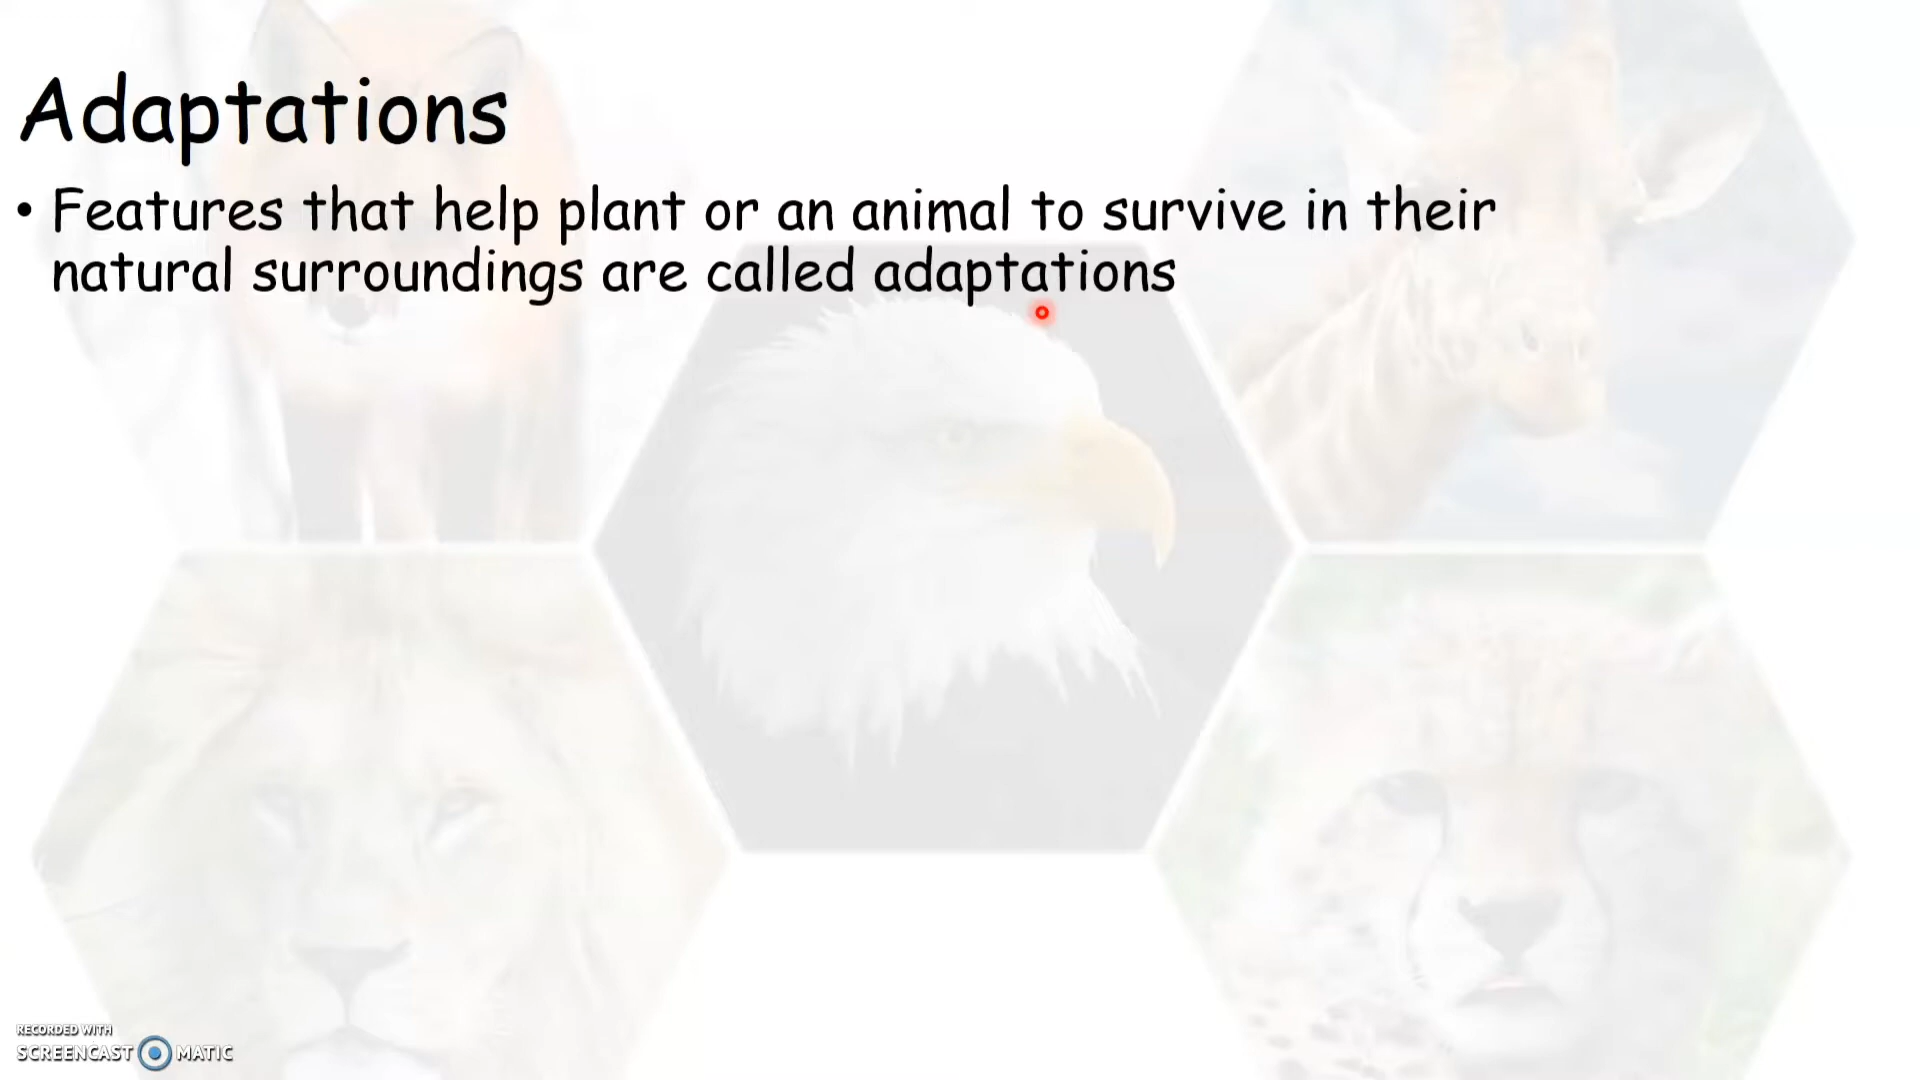 Adaptations
• Features that help plant or an animal to survive in their
natural surroundings are called adaptations
RECORDED WITH
SCREENCAST MATIC